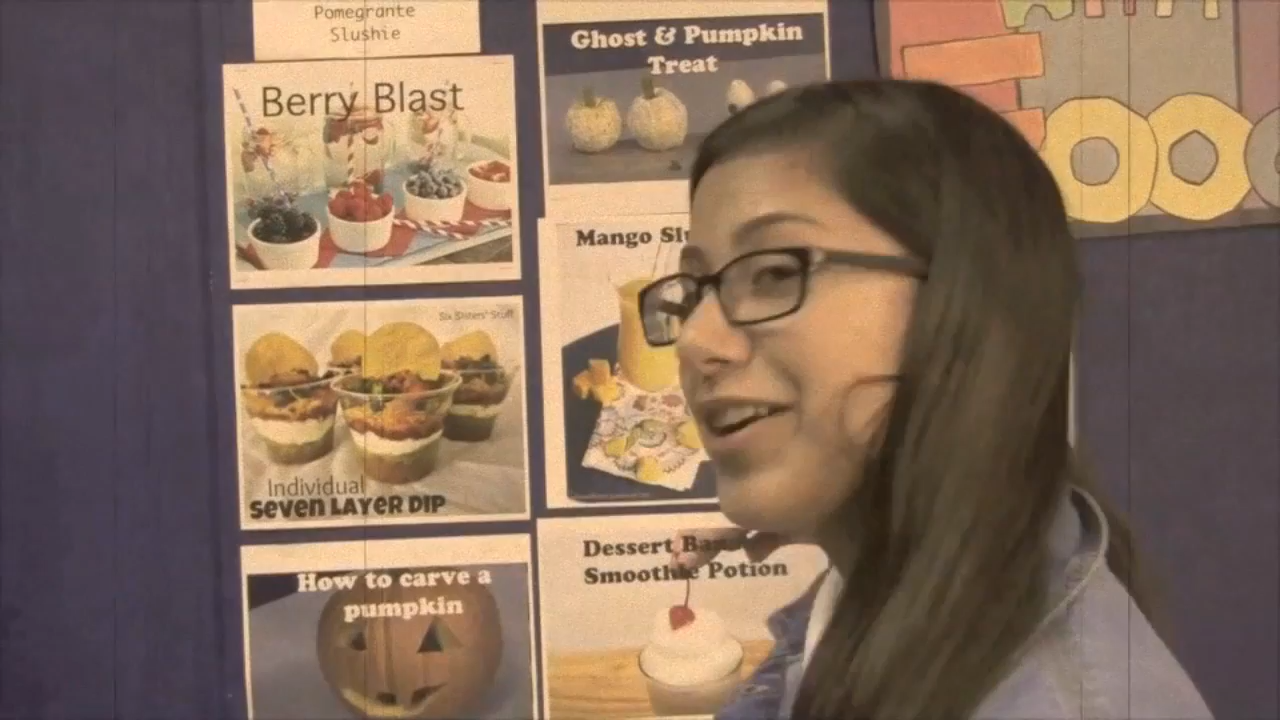 Pomegrante
Slushie
Berry Blast
Six Sisters' Stuff
Individual
SEVEN LAYER DIP
How to carve a
pumpkin
Ghost & Pumpkin
Treat
Mango
Dessert
Smoothie Potion